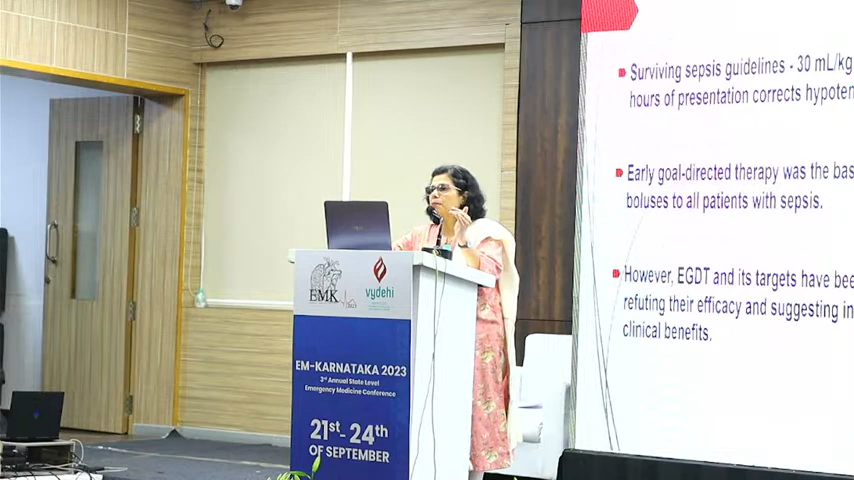 Surviving sepsis guidelines - 30 mL/kg
hours of presentation corrects hypoten
Early goal-directed therapy was the bas
boluses to all patients with sepsis.
However, EGDT and its targets have bee
refuting their efficacy and suggesting in
clinical benefits.
EMK
vydehi
EM-KARNATAKA 2023
3rd Annual State Level
Emergency Medicine Conference
21st - 24th
OF SEPTEMBER